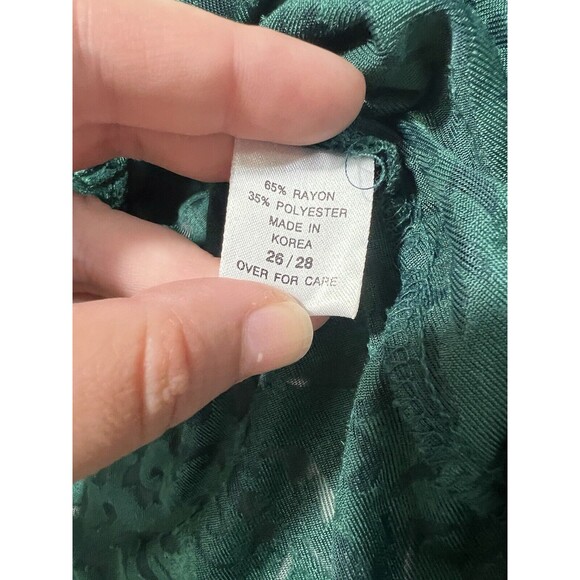 65% RAYON
35% POLYESTER
MADE IN
KOREA
26 / 28
OVER FOR CARE